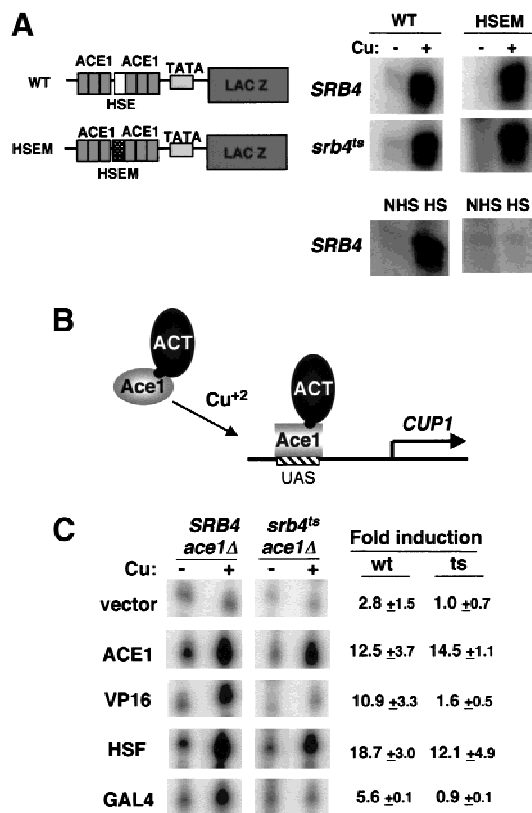 A
WT
ACE1 ACE1
TATA
LAC Z
HSE
HSEM
ACE1 ACE1
TATA
LAC Z
HSEM
WT HSEM
Cu: - + - +
SRB4
srb4ts
NHS HS NHS HS
SRB4
B
ACT
Ace1
Cu+2
ACT
Ace1
UAS
CUP1
C
SRB4 srb4ts
ace1Δ ace1Δ
Fold induction
Cu: - + - + wt ts
vector 2.8 ±1.5 1.0 ±0.7
ACE1 12.5 ±3.7 14.5 ±1.1
VP16 10.9 ±3.3 1.6 ±0.5
HSF 18.7 ±3.0 12.1 ±4.9
GAL4 5.6 ±0.1 0.9 ±0.1